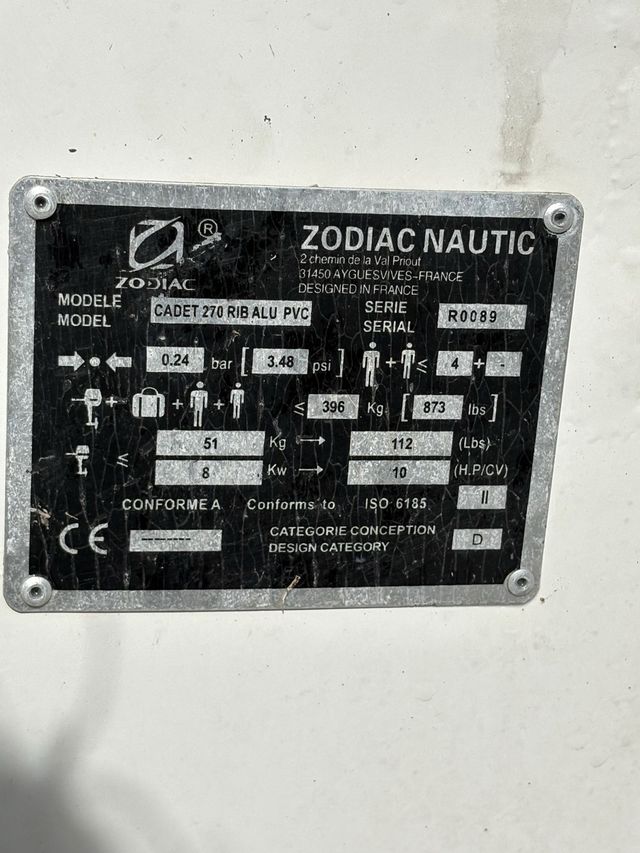 ZODIAC ®
ZODIAC NAUTIC
2 chemin de la Val Priout
31450 AYGUESVIVES-FRANCE
DESIGNED IN FRANCE
MODELE
MODEL
CADET 270 RIB ALU PVC
SERIE
SERIAL
R0089
0.24 bar [ 3.48 psi ]
+ ≤ 4 + -
+ + + ≤ 396 Kg [ 873 lbs ]
≤ 51 Kg → 112 (Lbs)
8 Kw → 10 (H.P/CV)
CONFORME A Conforms to ISO 6185 II
CE --------
CATEGORIE CONCEPTION
DESIGN CATEGORY
D